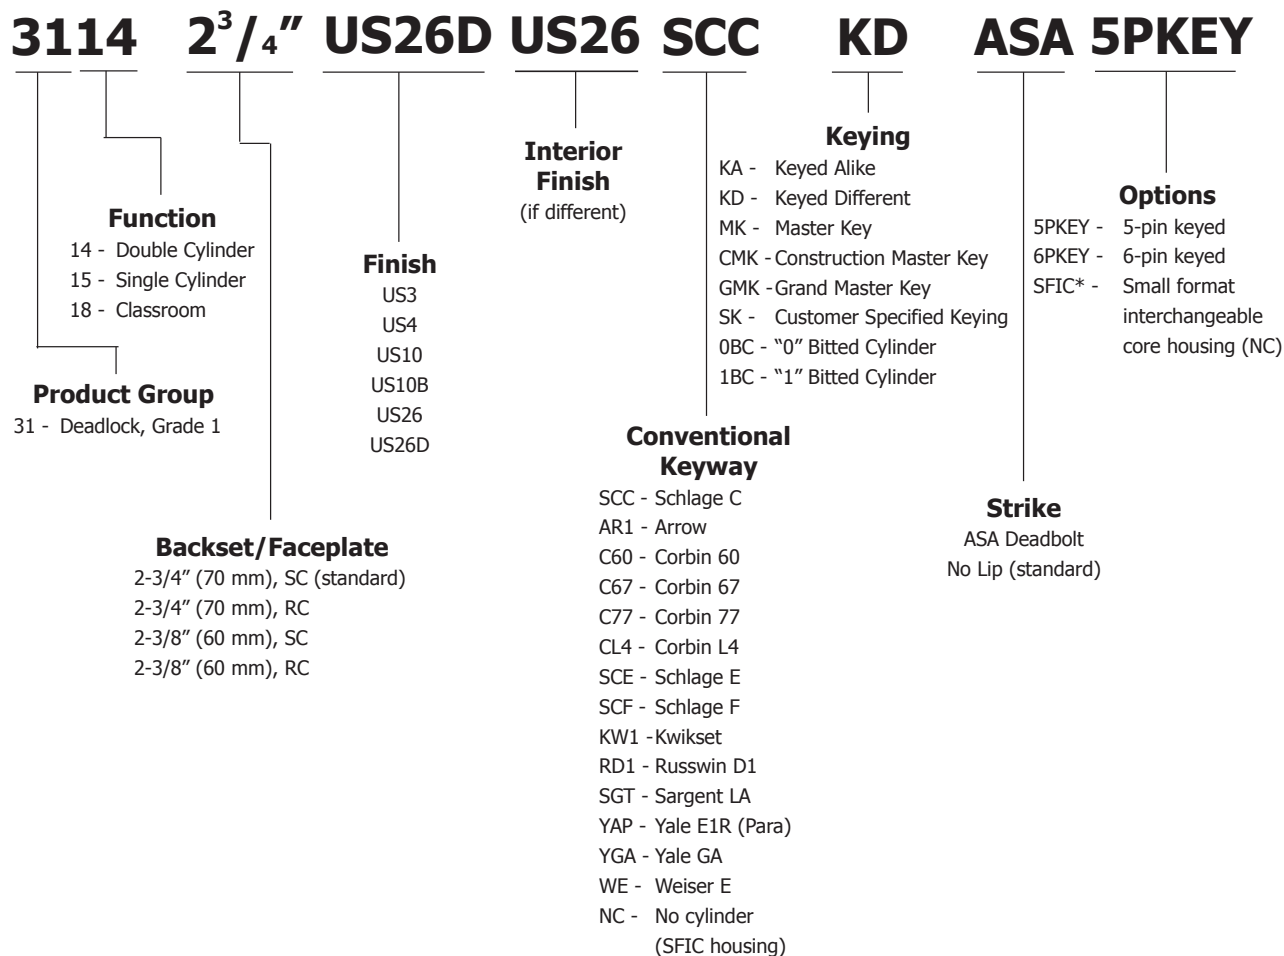 3114 2 3/4” US26D US26 SCC KD ASA 5PKEY
Function
14 - Double Cylinder
15 - Single Cylinder
18 - Classroom
Product Group
31 - Deadlock, Grade 1
Backset/Faceplate
2-3/4” (70 mm), SC (standard)
2-3/4” (70 mm), RC
2-3/8” (60 mm), SC
2-3/8” (60 mm), RC
Finish
US3
US4
US10
US10B
US26
US26D
Interior
Finish
(if different)
Conventional
Keyway
SCC - Schlage C
AR1 - Arrow
C60 - Corbin 60
C67 - Corbin 67
C77 - Corbin 77
CL4 - Corbin L4
SCE - Schlage E
SCF - Schlage F
KW1 - Kwikset
RD1 - Russwin D1
SGT - Sargent LA
YAP - Yale E1R (Para)
YGA - Yale GA
WE - Weiser E
NC - No cylinder
(SFIC housing)
Keying
KA - Keyed Alike
KD - Keyed Different
MK - Master Key
CMK - Construction Master Key
GMK - Grand Master Key
SK - Customer Specified Keying
0BC - “0” Bitted Cylinder
1BC - “1” Bitted Cylinder
Strike
ASA Deadbolt
No Lip (standard)
Options
5PKEY - 5-pin keyed
6PKEY - 6-pin keyed
SFIC* - Small format
interchangeable
core housing (NC)